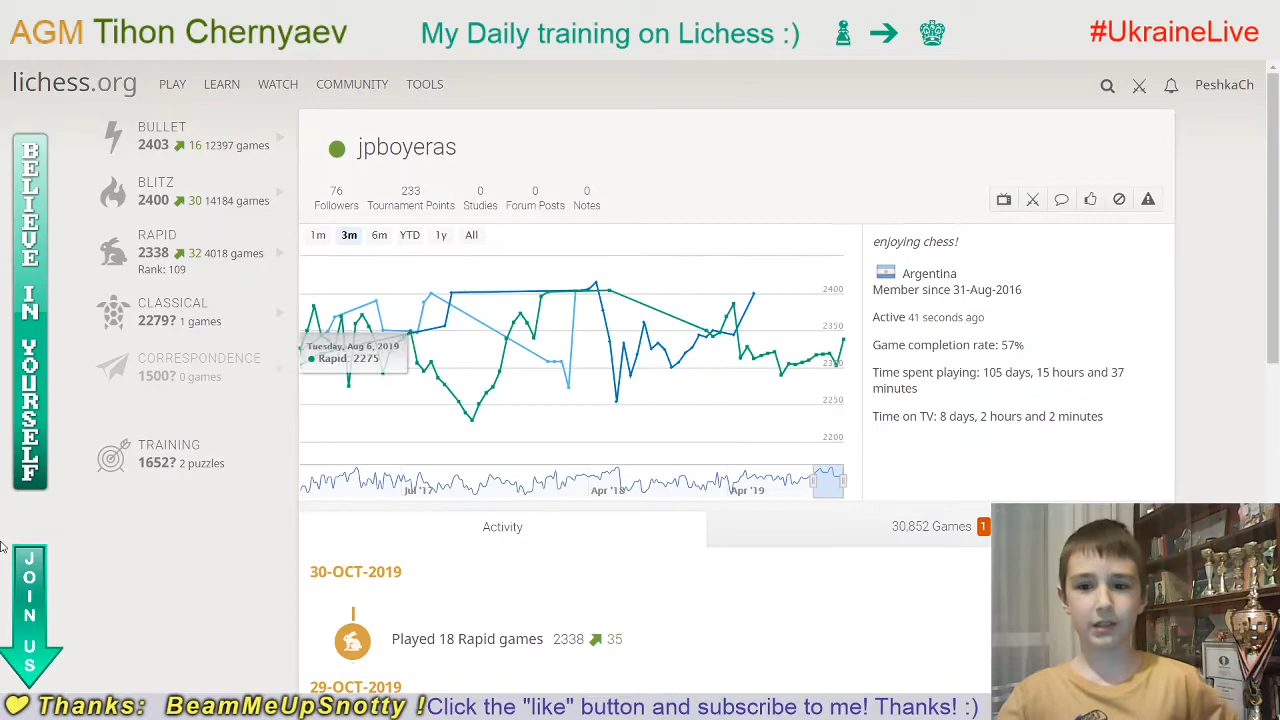 AGM Tihon Chernyaev
My Daily training on Lichess :)
#UkraineLive
lichess.org
PLAY
LEARN
WATCH
COMMUNITY
TOOLS
PeshkaCh
BELIEVE IN YOURSELF
JOIN US
BULLET
2403 16 12397 games
BLITZ
2400 30 14184 games
RAPID
2338 32 4018 games
Rank: 109
CLASSICAL
2279? 1 games
CORRESPONDENCE
1500? 0 games
TRAINING
1652? 2 puzzles
jpboyeras
76
Followers
233
Tournament Points
0
Studies
0
Forum Posts
0
Notes
1m 3m 6m YTD 1y All
2400
2350
2250
2200
Tuesday, Aug 6, 2019
Rapid: 2275
Jul '17
Apr '18
Apr '19
enjoying chess!
Argentina
Member since 31-Aug-2016
Active 41 seconds ago
Game completion rate: 57%
Time spent playing: 105 days, 15 hours and 37
minutes
Time on TV: 8 days, 2 hours and 2 minutes
Activity
30,852 Games 1
30-OCT-2019
Played 18 Rapid games 2338 35
29-OCT-2019
Thanks: BeamMeUpSnotty !
Click the "like" button and subscribe to me! Thanks! :)